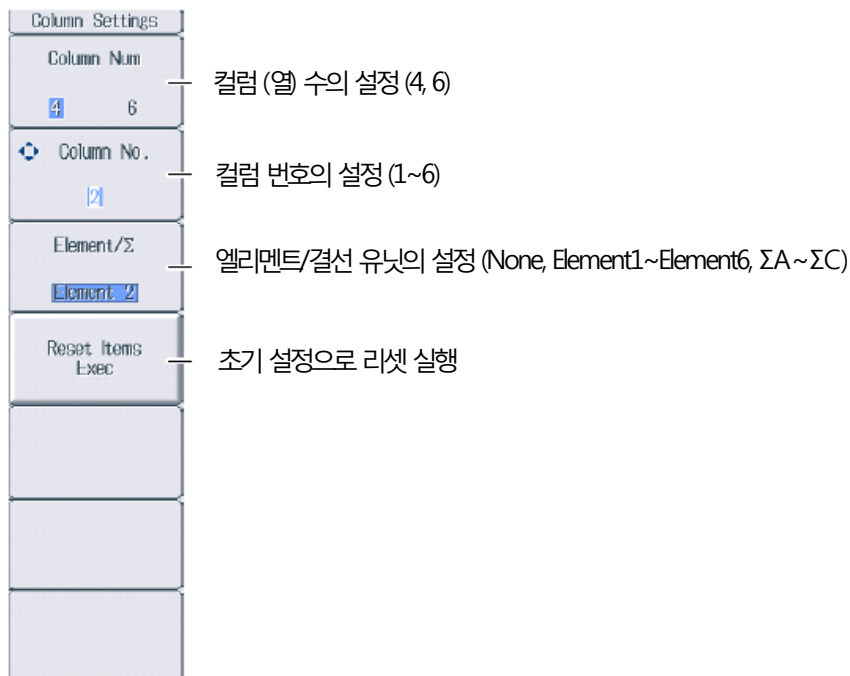 Column Settings
Column Num
4 6
컬럼 (열) 수의 설정 (4, 6)
Column No.
2
컬럼 번호의 설정 (1~6)
Element/Σ
Element 2
엘리멘트/결선 유닛의 설정 (None, Element1~Element6, ΣA~ΣC)
Reset Items
Exec
초기 설정으로 리셋 실행